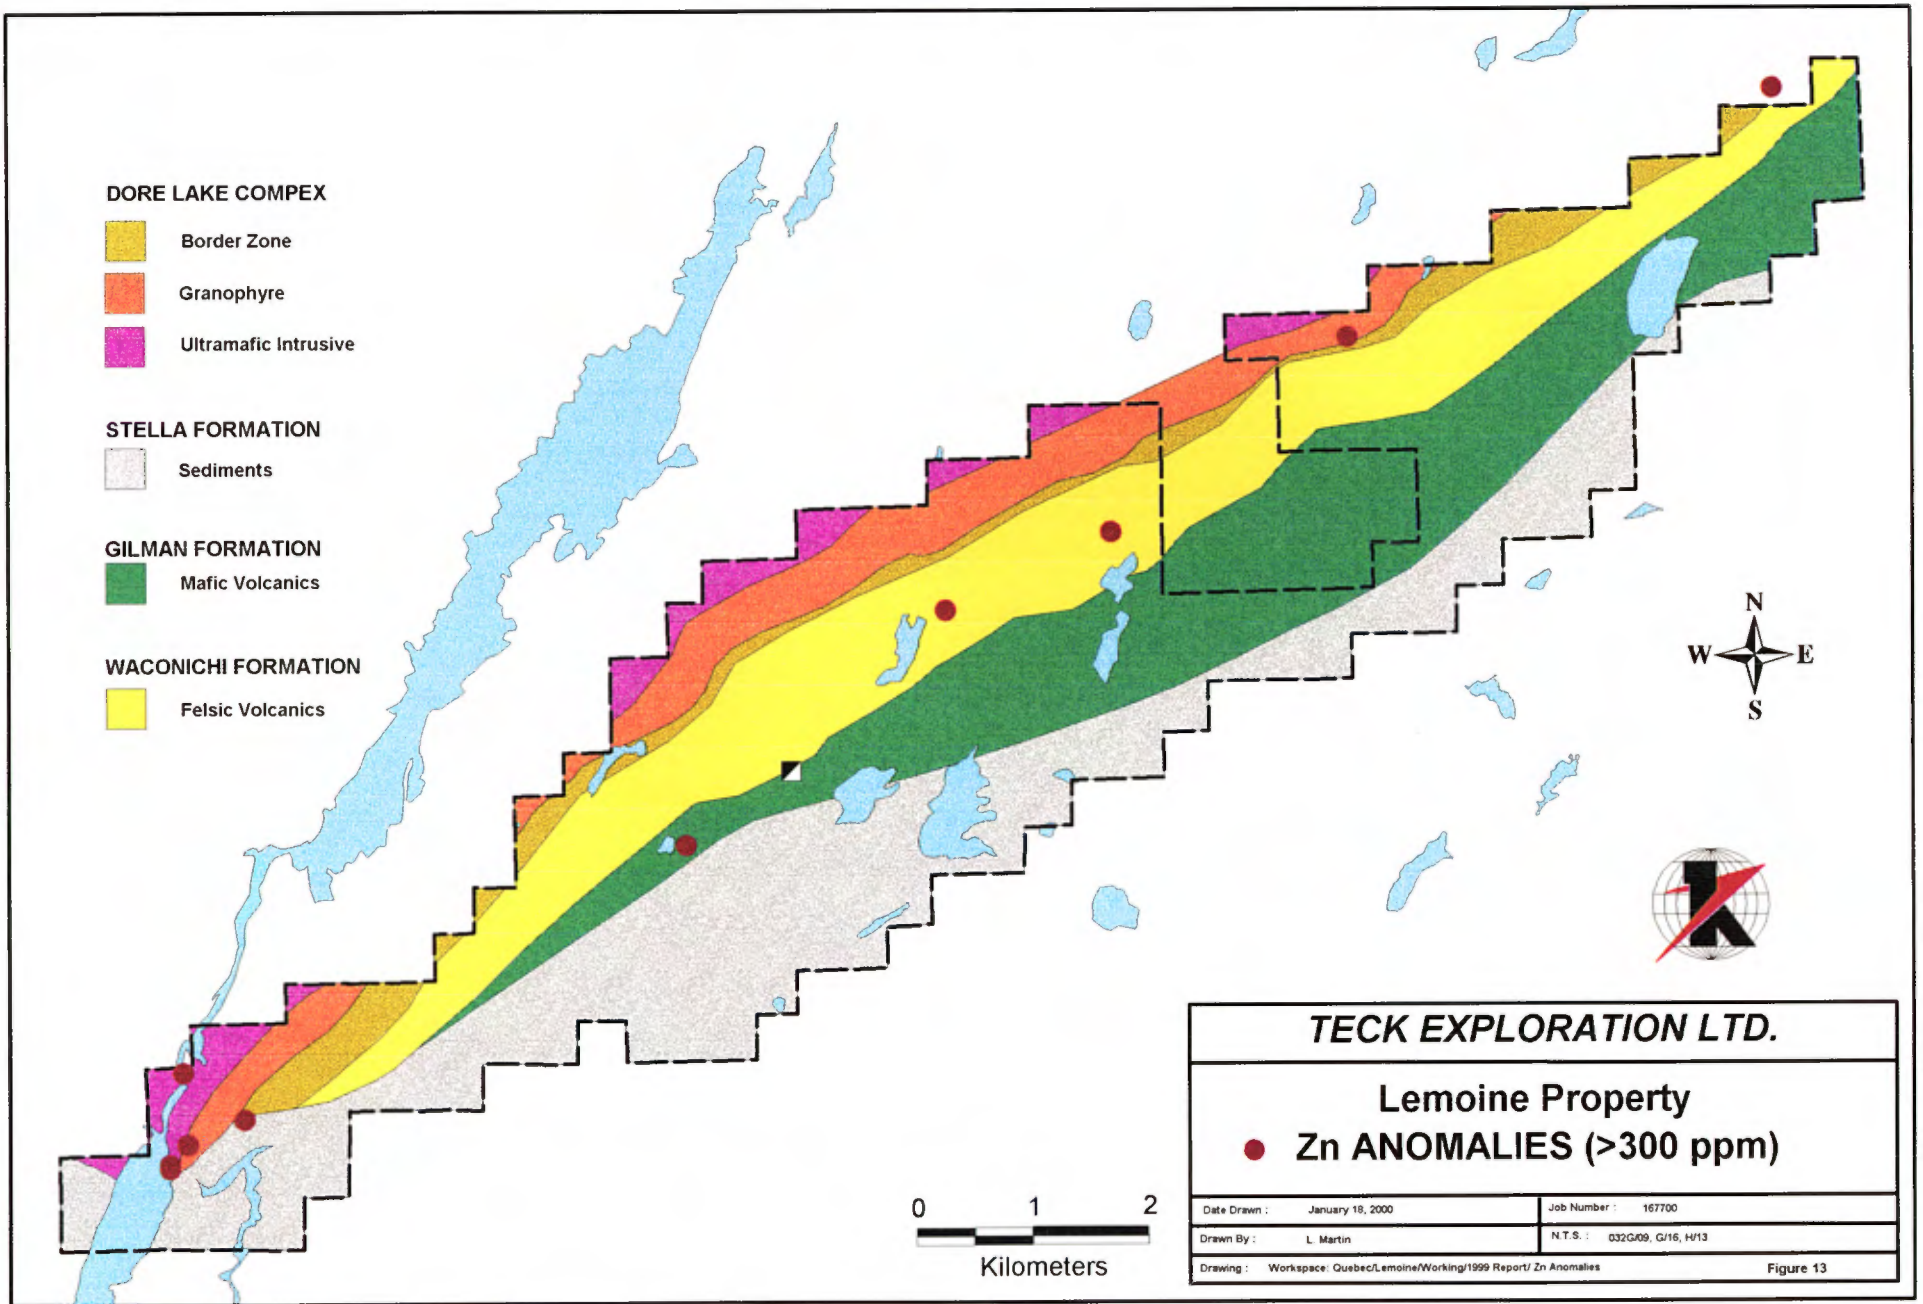 DORE LAKE COMPEX
Border Zone
Granophyre
Ultramafic Intrusive
STELLA FORMATION
Sediments
GILMAN FORMATION
Mafic Volcanics
WACONICHI FORMATION
Felsic Volcanics
N
W E
S
0 1 2
Kilometers
TECK EXPLORATION LTD.
Lemoine Property
Zn ANOMALIES (>300 ppm)
Date Drawn : January 18, 2000
Job Number : 167700
Drawn By : L. Martin
N.T.S. : 032G/09, G/16, H/13
Drawing : Workspace: Quebec/Lemoine/Working/1999 Report/ Zn Anomalies
Figure 13